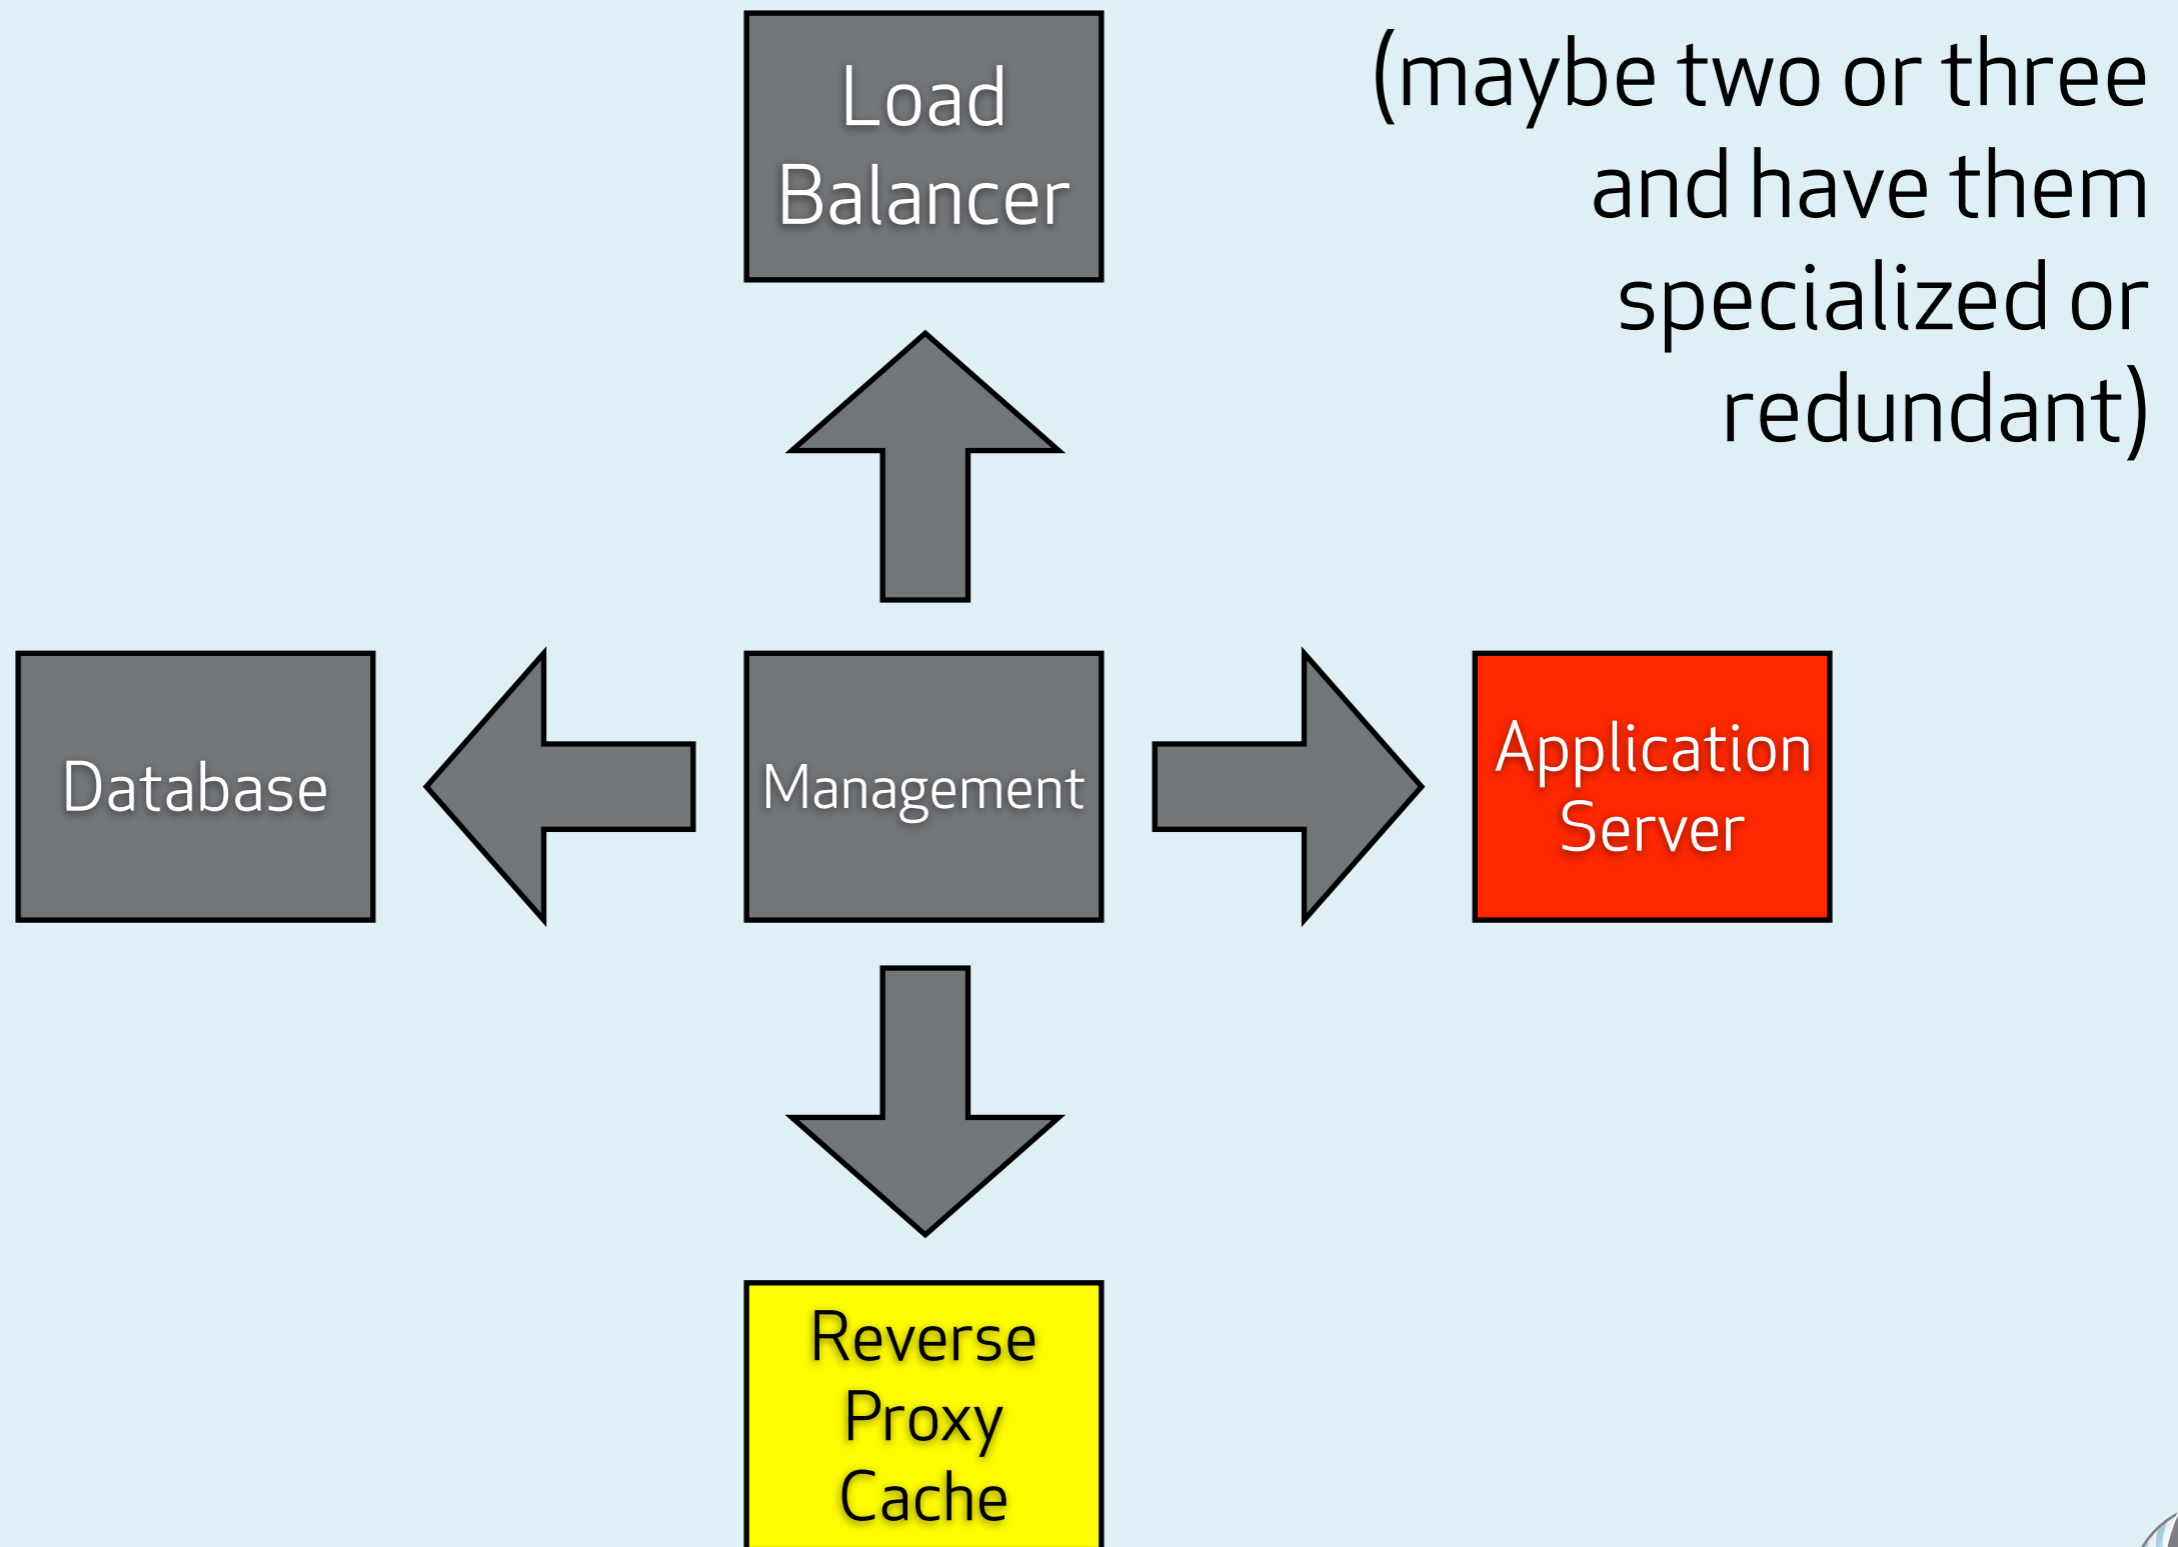 Load
Balancer
(maybe two or three
and have them
specialized or
redundant)
Database
Management
Application
Server
Reverse
Proxy
Cache